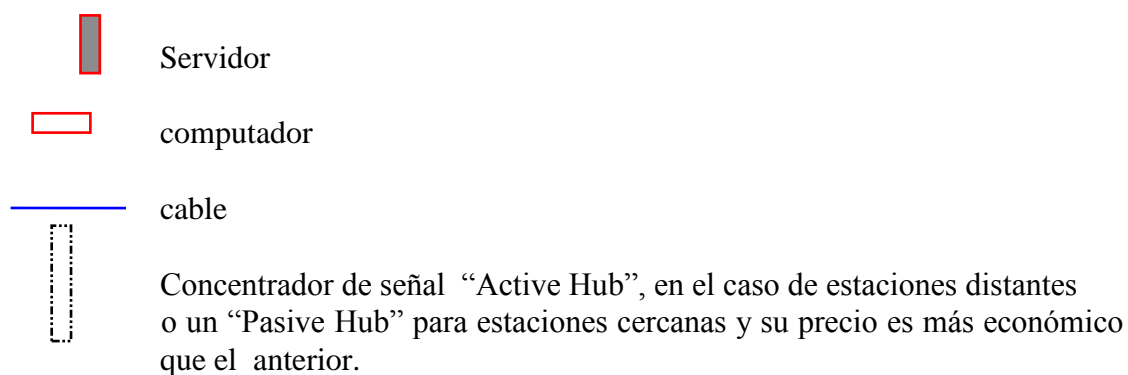 Servidor
computador
cable
Concentrador de señal “Active Hub”, en el caso de estaciones distantes
o un “Pasive Hub” para estaciones cercanas y su precio es más económico
que el anterior.